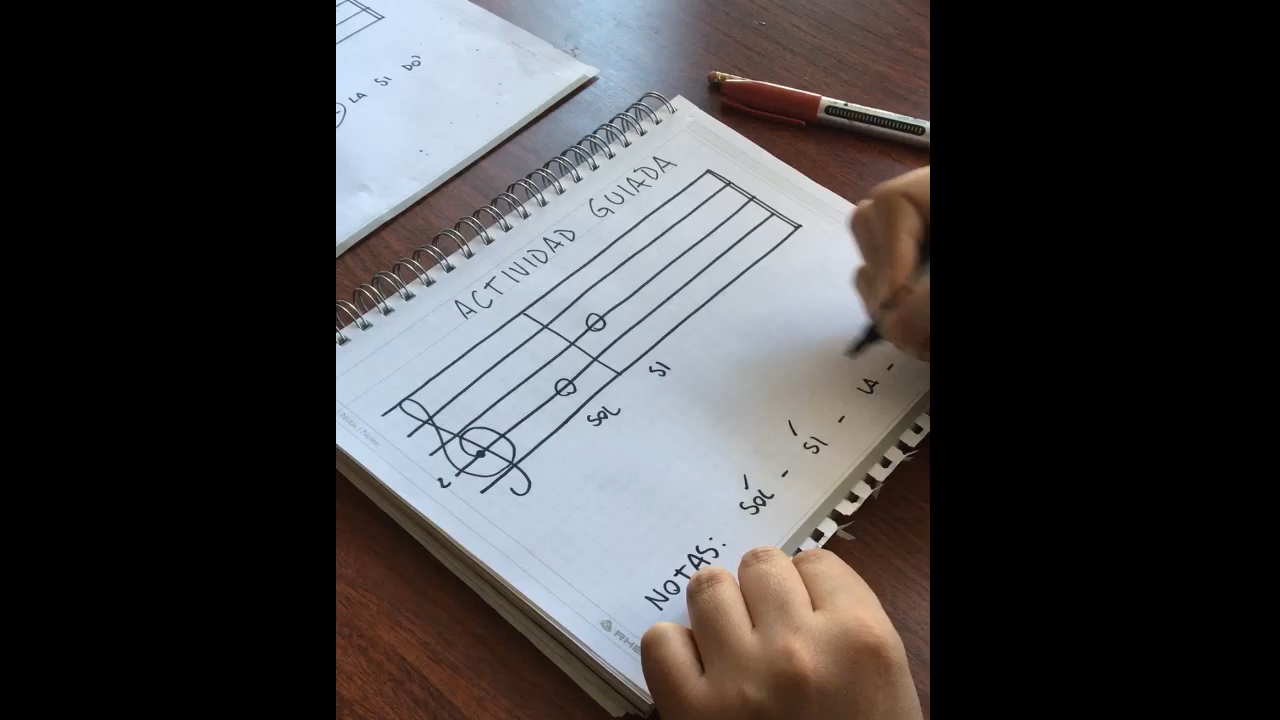 LA SI DO
ACTIVIDAD GUIADA
2
SOL SI
NOTAS: SOL - SI - LA -